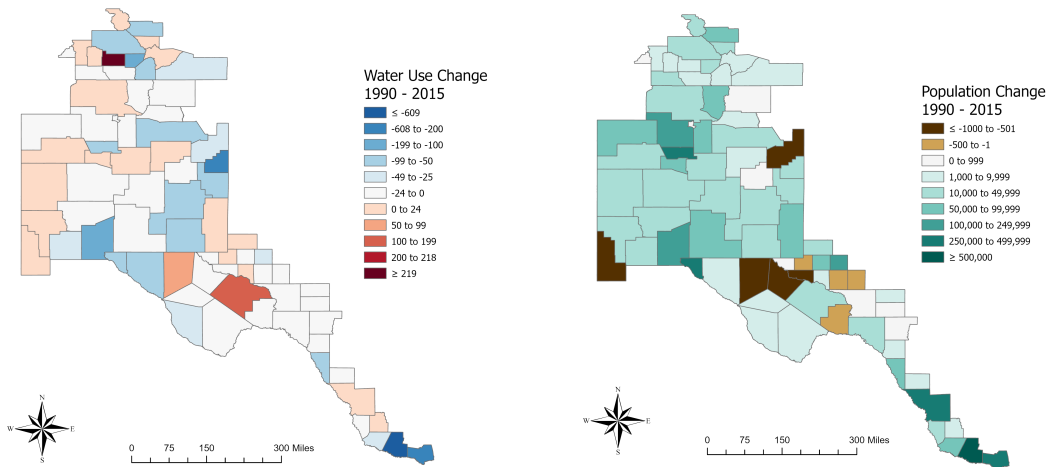 Water Use Change
1990 - 2015
≤ -609
-608 to -200
-199 to -100
-99 to -50
-49 to -25
-24 to 0
0 to 24
50 to 99
100 to 199
200 to 218
≥ 219
N
W E
S
0 75 150 300 Miles
Population Change
1990 - 2015
≤ -1000 to -501
-500 to -1
0 to 999
1,000 to 9,999
10,000 to 49,999
50,000 to 99,999
100,000 to 249,999
250,000 to 499,999
≥ 500,000
N
W E
S
0 75 150 300 Miles